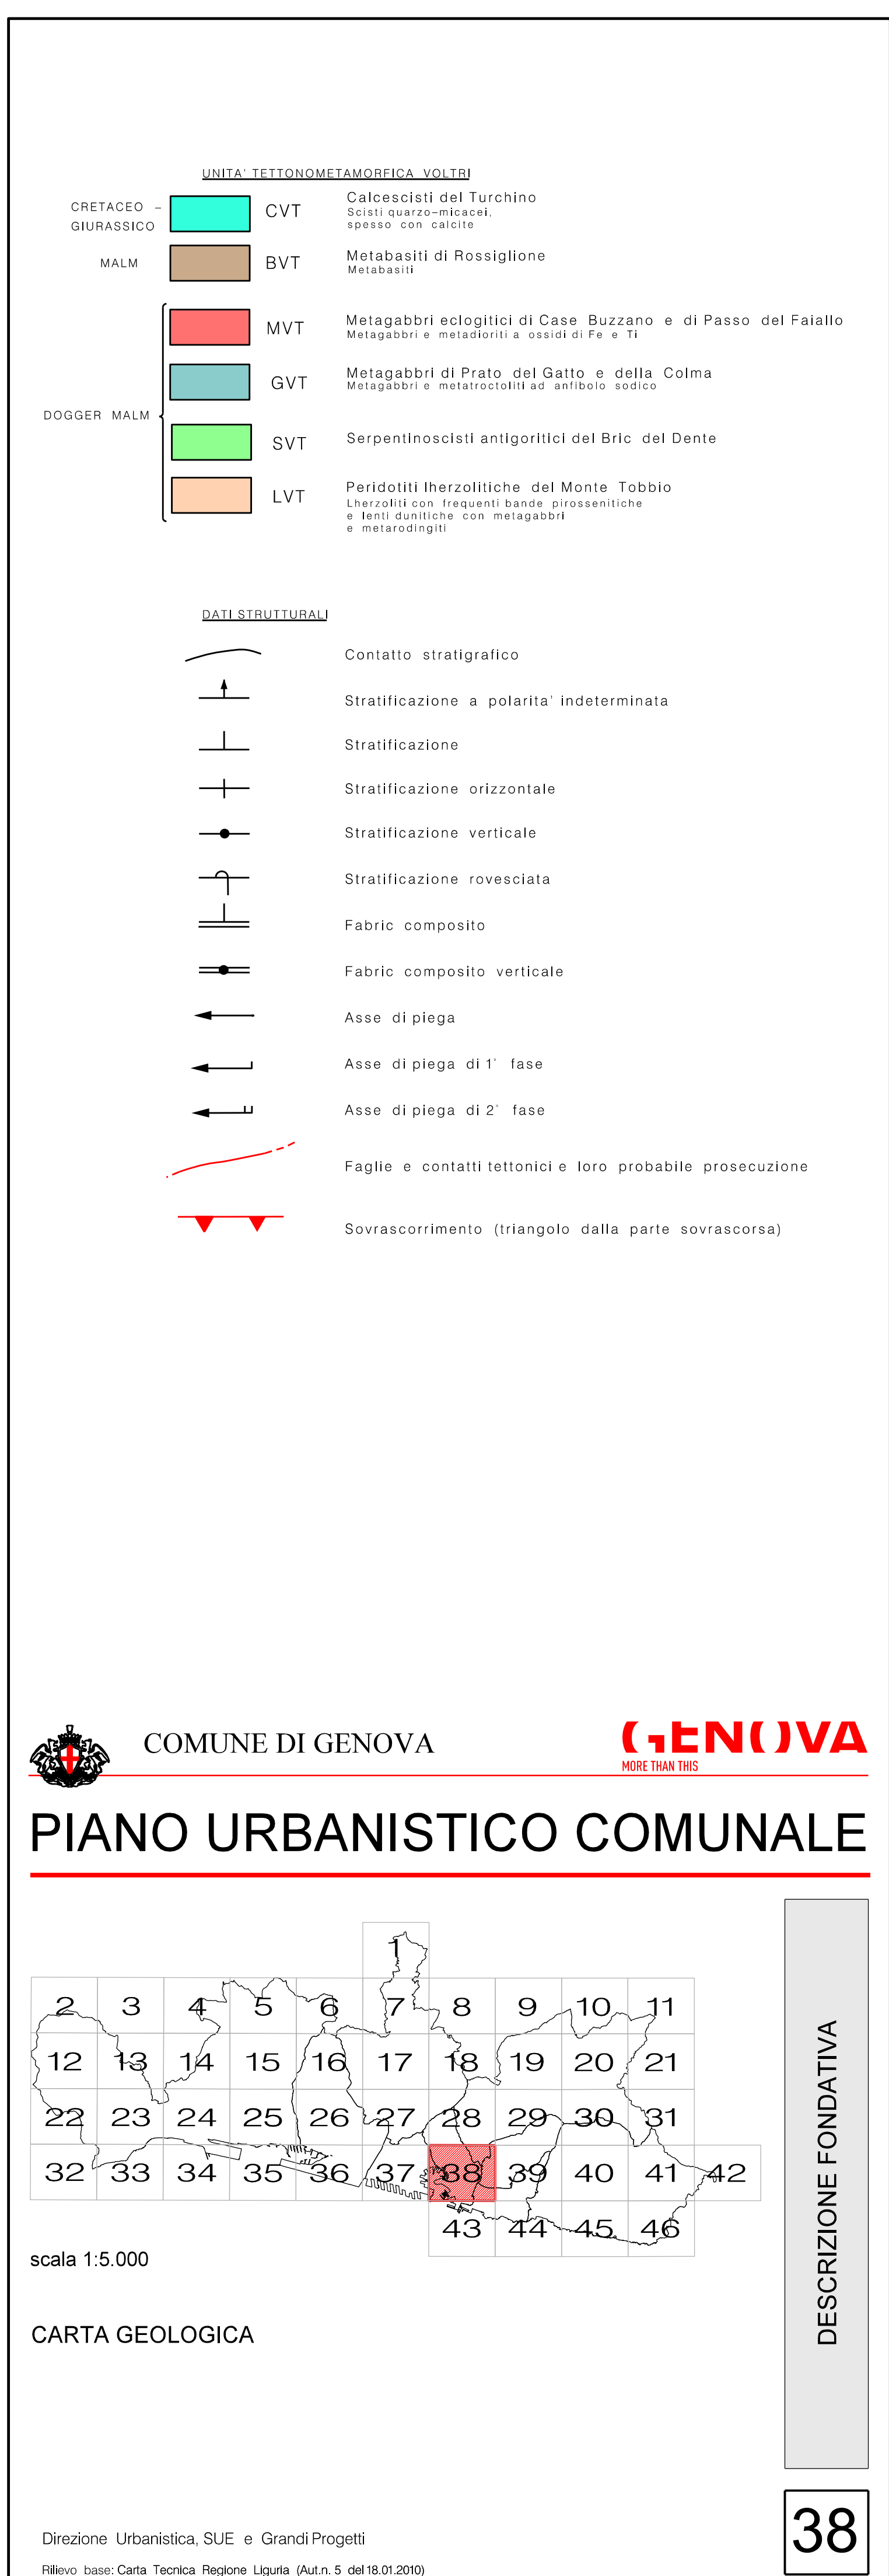 UNITA' TETTONOMETAMORFICA VOLTRI
CRETACEO –
GIURASSICO
CVT
Calcescisti del Turchino
Scisti quarzo–micacei,
spesso con calcite
MALM
BVT
Metabasiti di Rossiglione
Metabasiti
DOGGER MALM
MVT
Metagabbri eclogitici di Case Buzzano e di Passo del Faiallo
Metagabbri e metadioriti a ossidi di Fe e Ti
GVT
Metagabbri di Prato del Gatto e della Colma
Metagabbri e metatroctoliti ad anfibolo sodico
SVT
Serpentinoscisti antigoritici del Bric del Dente
LVT
Peridotiti lherzolitiche del Monte Tobbio
Lherzoliti con frequenti bande pirossenitiche
e lenti dunitiche con metagabbri
e metarodingiti
DATI STRUTTURALI
Contatto stratigrafico
Stratificazione a polarita' indeterminata
Stratificazione
Stratificazione orizzontale
Stratificazione verticale
Stratificazione rovesciata
Fabric composito
Fabric composito verticale
Asse di piega
Asse di piega di 1° fase
Asse di piega di 2° fase
Faglie e contatti tettonici e loro probabile prosecuzione
Sovrascorrimento (triangolo dalla parte sovrascorsa)
COMUNE DI GENOVA
GENOVA
MORE THAN THIS
PIANO URBANISTICO COMUNALE
1
2 3 4 5 6 7 8 9 10 11
12 13 14 15 16 17 18 19 20 21
22 23 24 25 26 27 28 29 30 31
32 33 34 35 36 37 38 39 40 41 42
43 44 45 46
scala 1:5.000
CARTA GEOLOGICA
DESCRIZIONE FONDATIVA
38
Direzione Urbanistica, SUE e Grandi Progetti
Rilievo base: Carta Tecnica Regione Liguria (Aut.n. 5 del 18.01.2010)